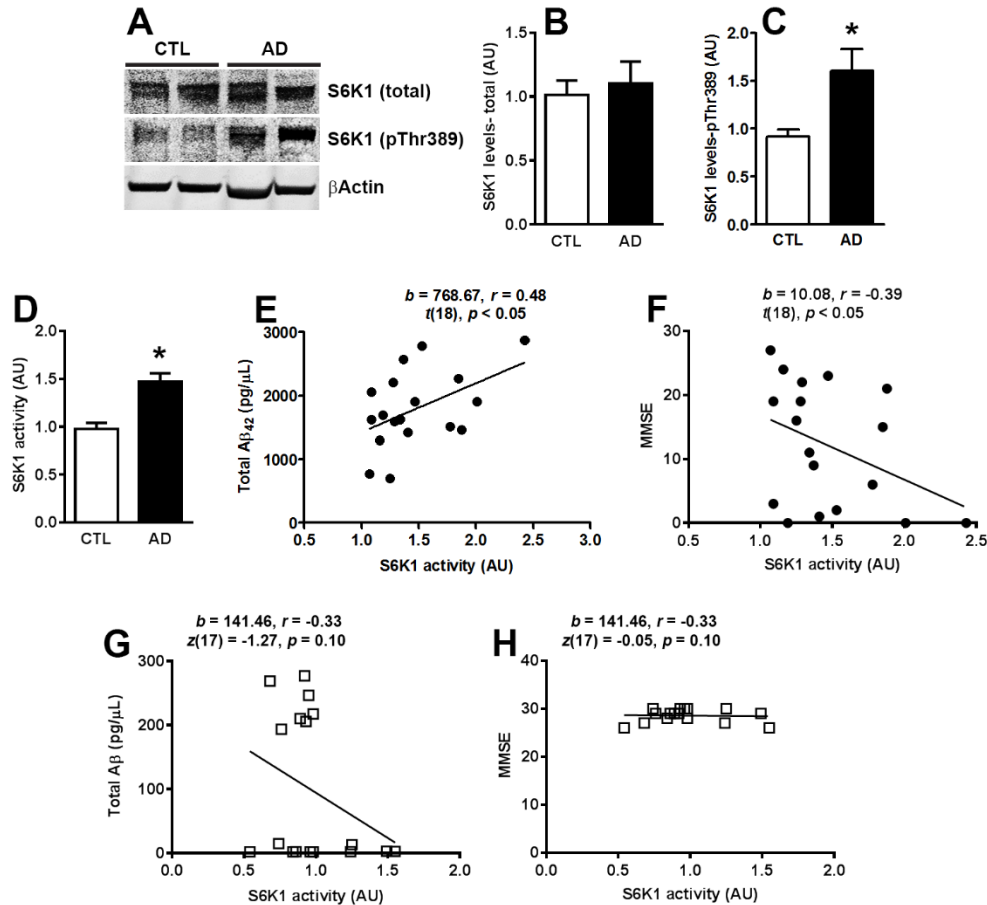 A
CTL AD
S6K1 (total)
S6K1 (pThr389)
βActin
B
S6K1 levels- total (AU)
1.5
1.0
0.5
0.0
CTL AD
C
S6K1 levels-pThr389 (AU)
2.0
1.5
1.0
0.5
0.0
*
CTL AD
D
S6K1 activity (AU)
2.0
1.5
1.0
0.5
0.0
*
CTL AD
E
b = 768.67, r = 0.48
t(18), p < 0.05
Total Aβ42 (pg/µL)
3000
2000
1000
0
0.5 1.0 1.5 2.0 2.5 3.0
S6K1 activity (AU)
F
b = 10.08, r = -0.39
t(18), p < 0.05
MMSE
30
20
10
0
0.5 1.0 1.5 2.0 2.5
S6K1 activity (AU)
G
b = 141.46, r = -0.33
z(17) = -1.27, p = 0.10
Total Aβ (pg/µL)
300
200
100
0
0.0 0.5 1.0 1.5 2.0
S6K1 activity (AU)
H
b = 141.46, r = -0.33
z(17) = -0.05, p = 0.10
MMSE
40
30
20
10
0
0.0 0.5 1.0 1.5 2.0
S6K1 activity (AU)